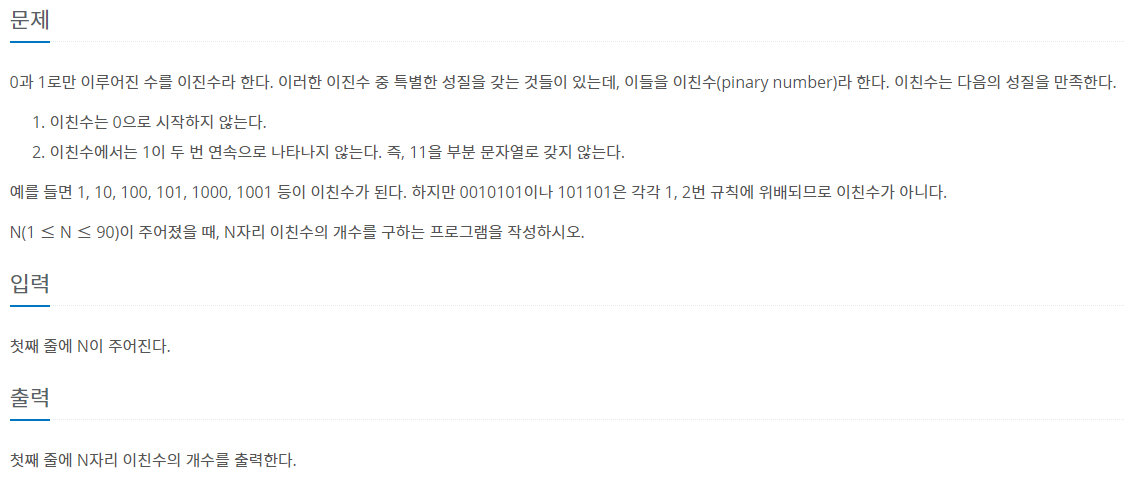 문제
0과 1로만 이루어진 수를 이진수라 한다. 이러한 이진수 중 특별한 성질을 갖는 것들이 있는데, 이들을 이친수(pinary number)라 한다. 이친수는 다음의 성질을 만족한다.
1. 이친수는 0으로 시작하지 않는다.
2. 이친수에서는 1이 두 번 연속으로 나타나지 않는다. 즉, 11을 부분 문자열로 갖지 않는다.
예를 들면 1, 10, 100, 101, 1000, 1001 등이 이친수가 된다. 하지만 0010101이나 101101은 각각 1, 2번 규칙에 위배되므로 이친수가 아니다.
N(1 ≤ N ≤ 90)이 주어졌을 때, N자리 이친수의 개수를 구하는 프로그램을 작성하시오.
입력
첫째 줄에 N이 주어진다.
출력
첫째 줄에 N자리 이친수의 개수를 출력한다.